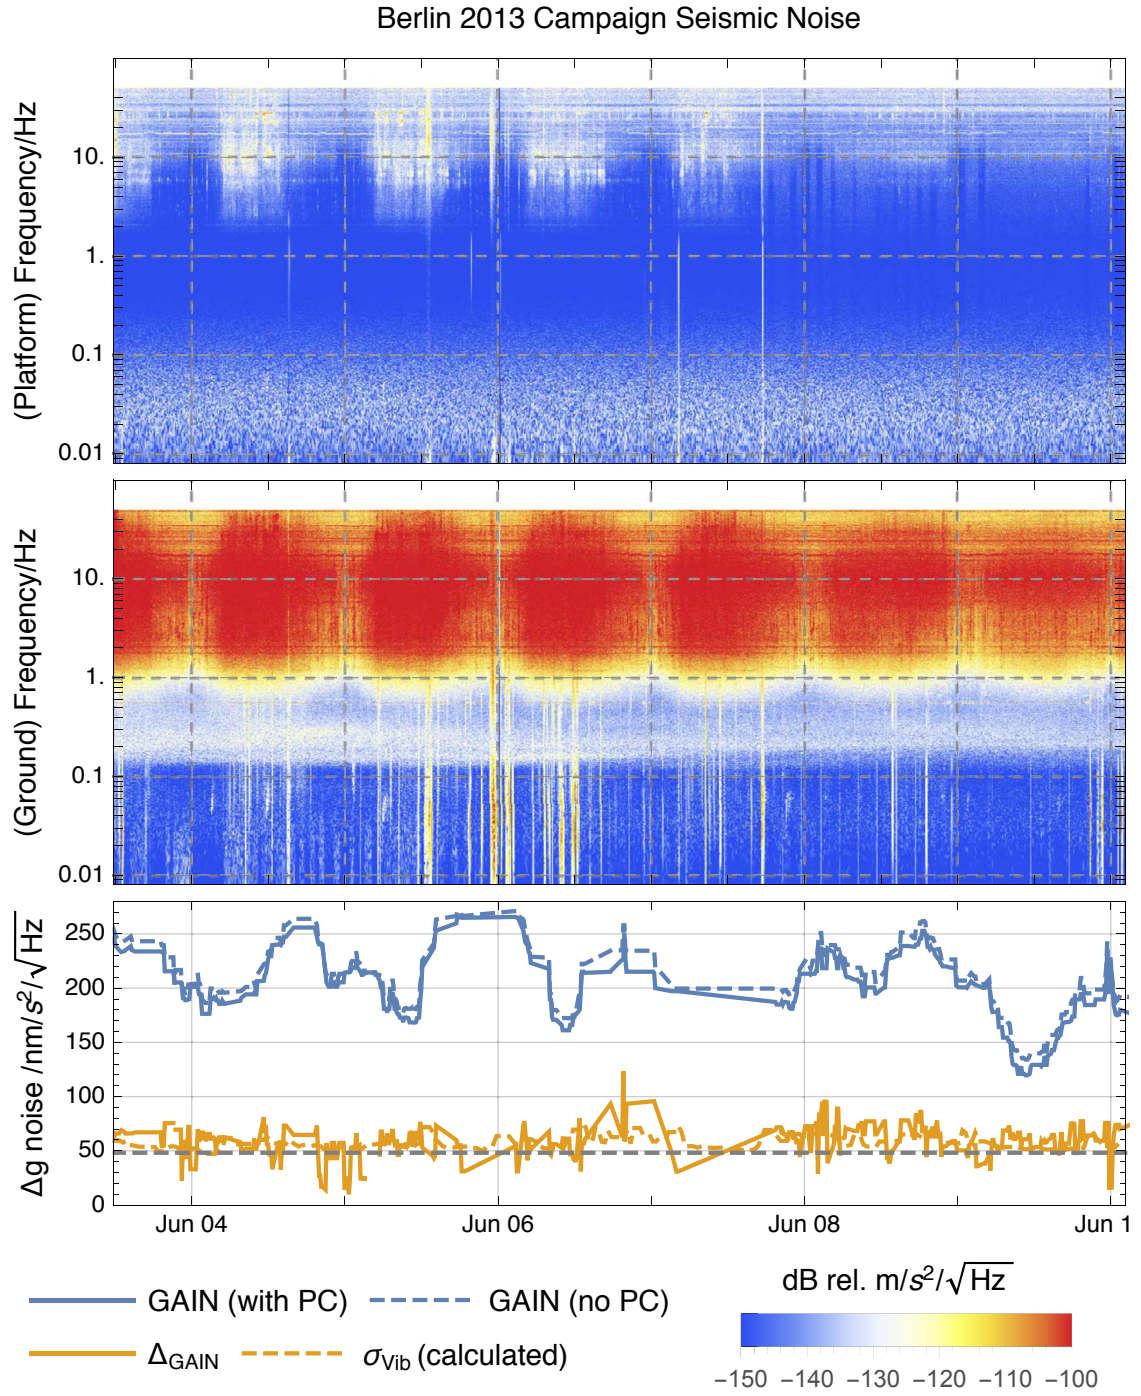 Berlin 2013 Campaign Seismic Noise
(Platform) Frequency/Hz
10.
1.
0.1
0.01
(Ground) Frequency/Hz
10.
1.
0.1
0.01
Δg noise /nm/s²/√Hz
250
200
150
100
50
0
Jun 04 Jun 06 Jun 08 Jun 1
GAIN (with PC) GAIN (no PC)
Δ_GAIN σ_Vib (calculated)
dB rel. m/s²/√Hz
−150 −140 −130 −120 −110 −100